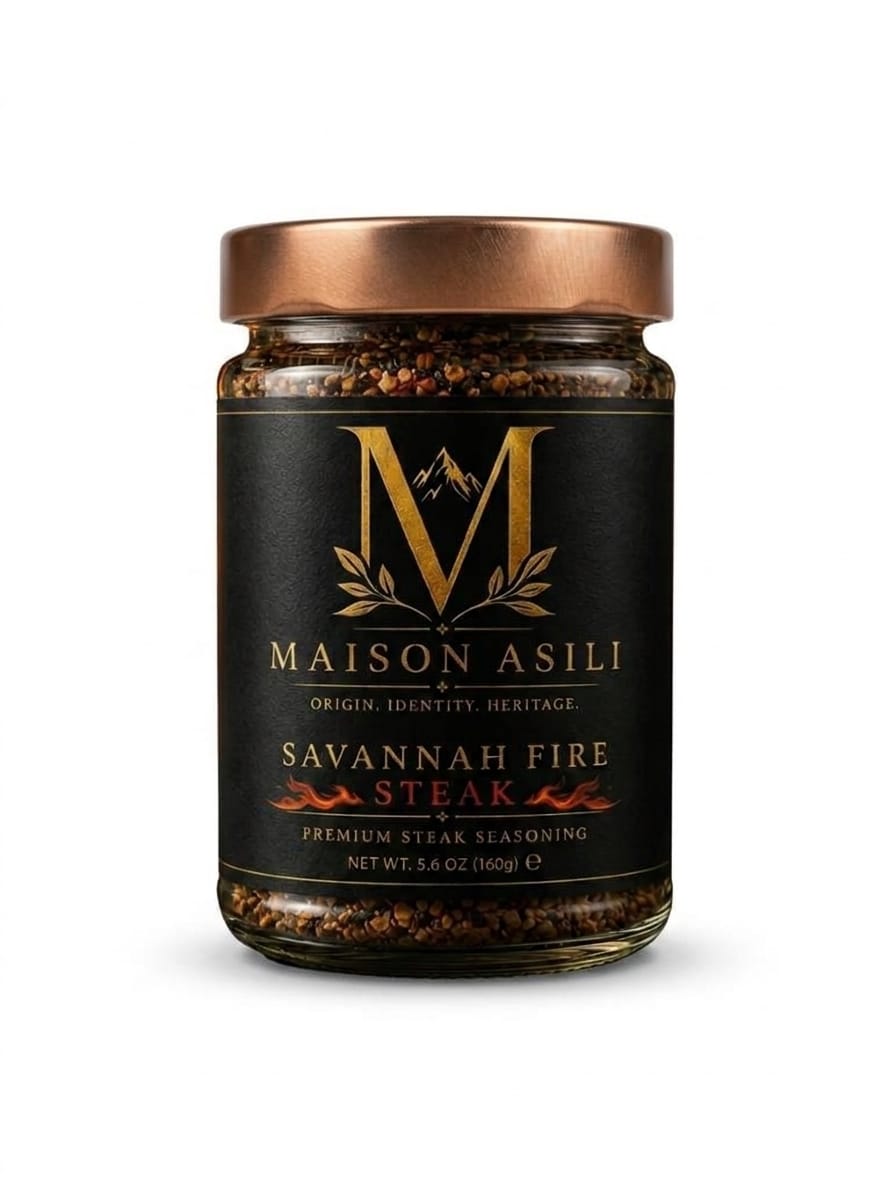 M
MAISON ASILI
ORIGIN. IDENTITY. HERITAGE.
SAVANNAH FIRE
STEAK
PREMIUM STEAK SEASONING
NET WT. 5.6 OZ (160g) ℮